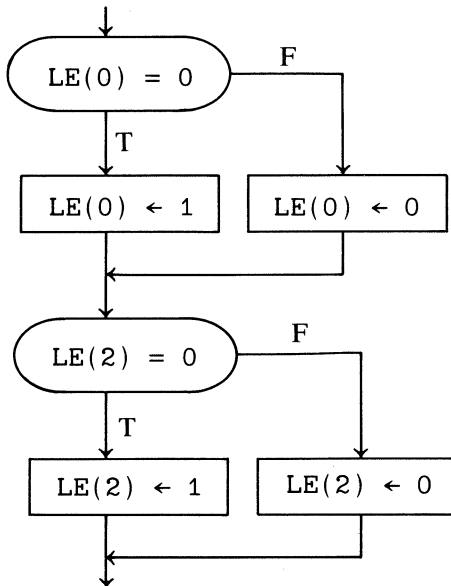 LE(0) = 0
F
T
LE(0) ← 1
LE(0) ← 0
LE(2) = 0
F
T
LE(2) ← 1
LE(2) ← 0